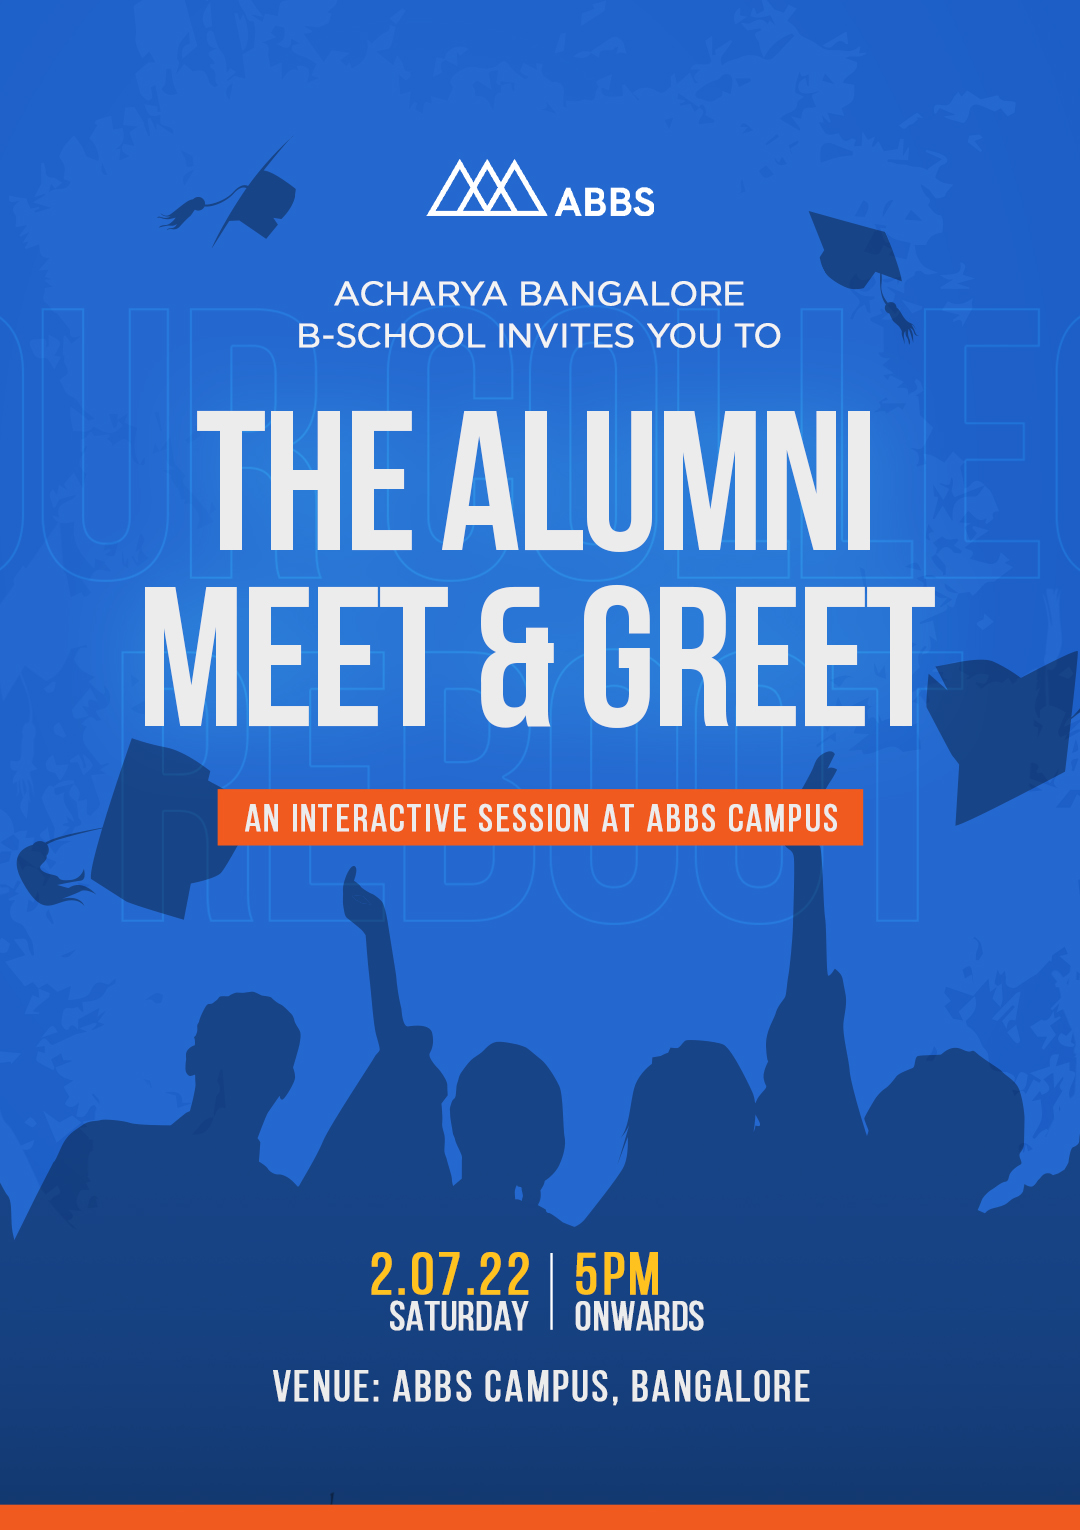 ABBS
ACHARYA BANGALORE
B-SCHOOL INVITES YOU TO
THE ALUMNI
MEET & GREET
AN INTERACTIVE SESSION AT ABBS CAMPUS
REBOOT
2.07.22 | 5PM
SATURDAY | ONWARDS
VENUE: ABBS CAMPUS, BANGALORE